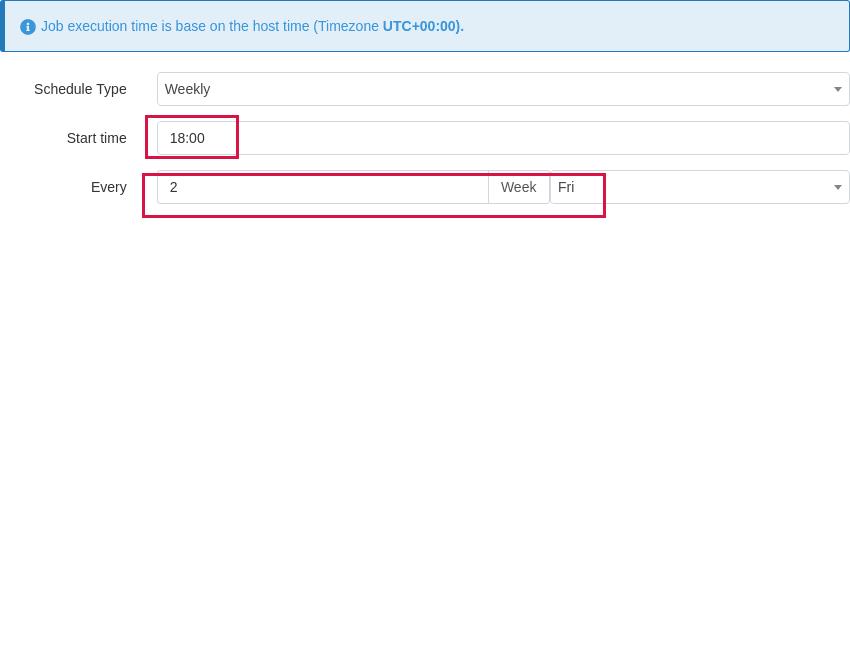 Job execution time is base on the host time (Timezone UTC+00:00).
Schedule Type Weekly
Start time 18:00
Every 2 Week Fri